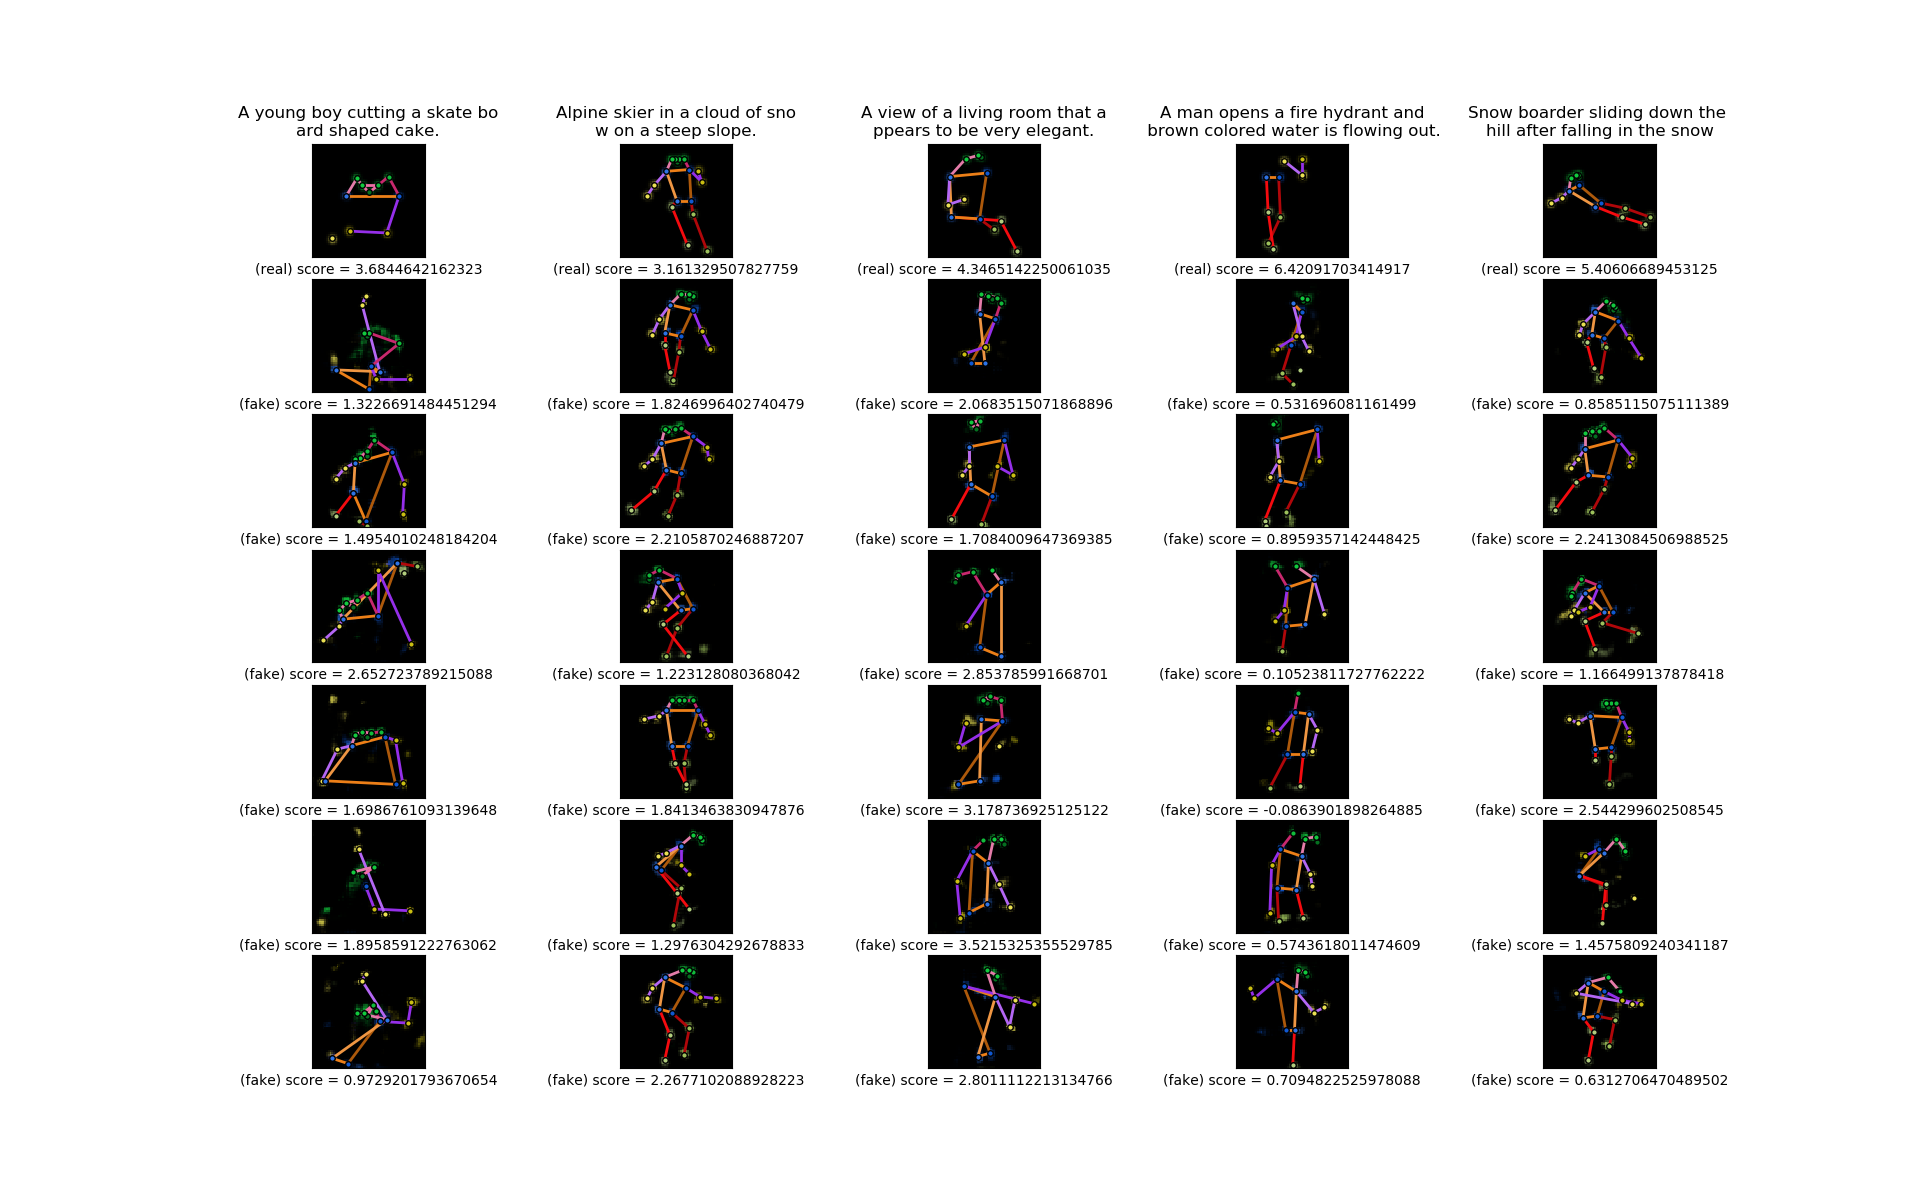 A young boy cutting a skate bo
ard shaped cake.
Alpine skier in a cloud of sno
w on a steep slope.
A view of a living room that a
ppears to be very elegant.
A man opens a fire hydrant and
brown colored water is flowing out.
Snow boarder sliding down the
hill after falling in the snow
(real) score = 3.6844642162323
(real) score = 3.161329507827759
(real) score = 4.3465142250061035
(real) score = 6.42091703414917
(real) score = 5.40606689453125
(fake) score = 1.3226691484451294
(fake) score = 1.8246996402740479
(fake) score = 2.0683515071868896
(fake) score = 0.531696081161499
(fake) score = 0.8585115075111389
(fake) score = 1.4954010248184204
(fake) score = 2.2105870246887207
(fake) score = 1.7084009647369385
(fake) score = 0.8959357142448425
(fake) score = 2.2413084506988525
(fake) score = 2.652723789215088
(fake) score = 1.223128080368042
(fake) score = 2.853785991668701
(fake) score = 0.10523811727762222
(fake) score = 1.166499137878418
(fake) score = 1.6986761093139648
(fake) score = 1.8413463830947876
(fake) score = 3.178736925125122
(fake) score = -0.0863901898264885
(fake) score = 2.544299602508545
(fake) score = 1.8958591222763062
(fake) score = 1.2976304292678833
(fake) score = 3.5215325355529785
(fake) score = 0.5743618011474609
(fake) score = 1.4575809240341187
(fake) score = 0.9729201793670654
(fake) score = 2.2677102088928223
(fake) score = 2.8011112213134766
(fake) score = 0.7094822525978088
(fake) score = 0.6312706470489502